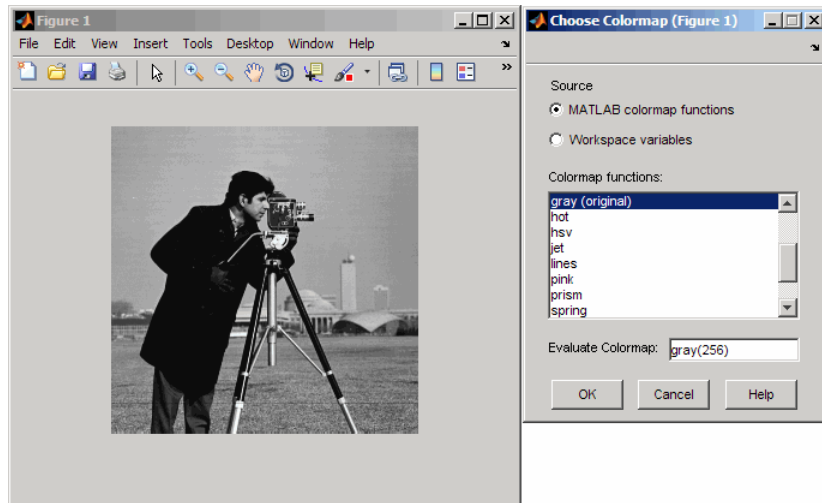 Figure 1
File Edit View Insert Tools Desktop Window Help
Choose Colormap (Figure 1)
Source
MATLAB colormap functions
Workspace variables
Colormap functions:
gray (original)
hot
hsv
jet
lines
pink
prism
spring
Evaluate Colormap: gray(256)
OK Cancel Help